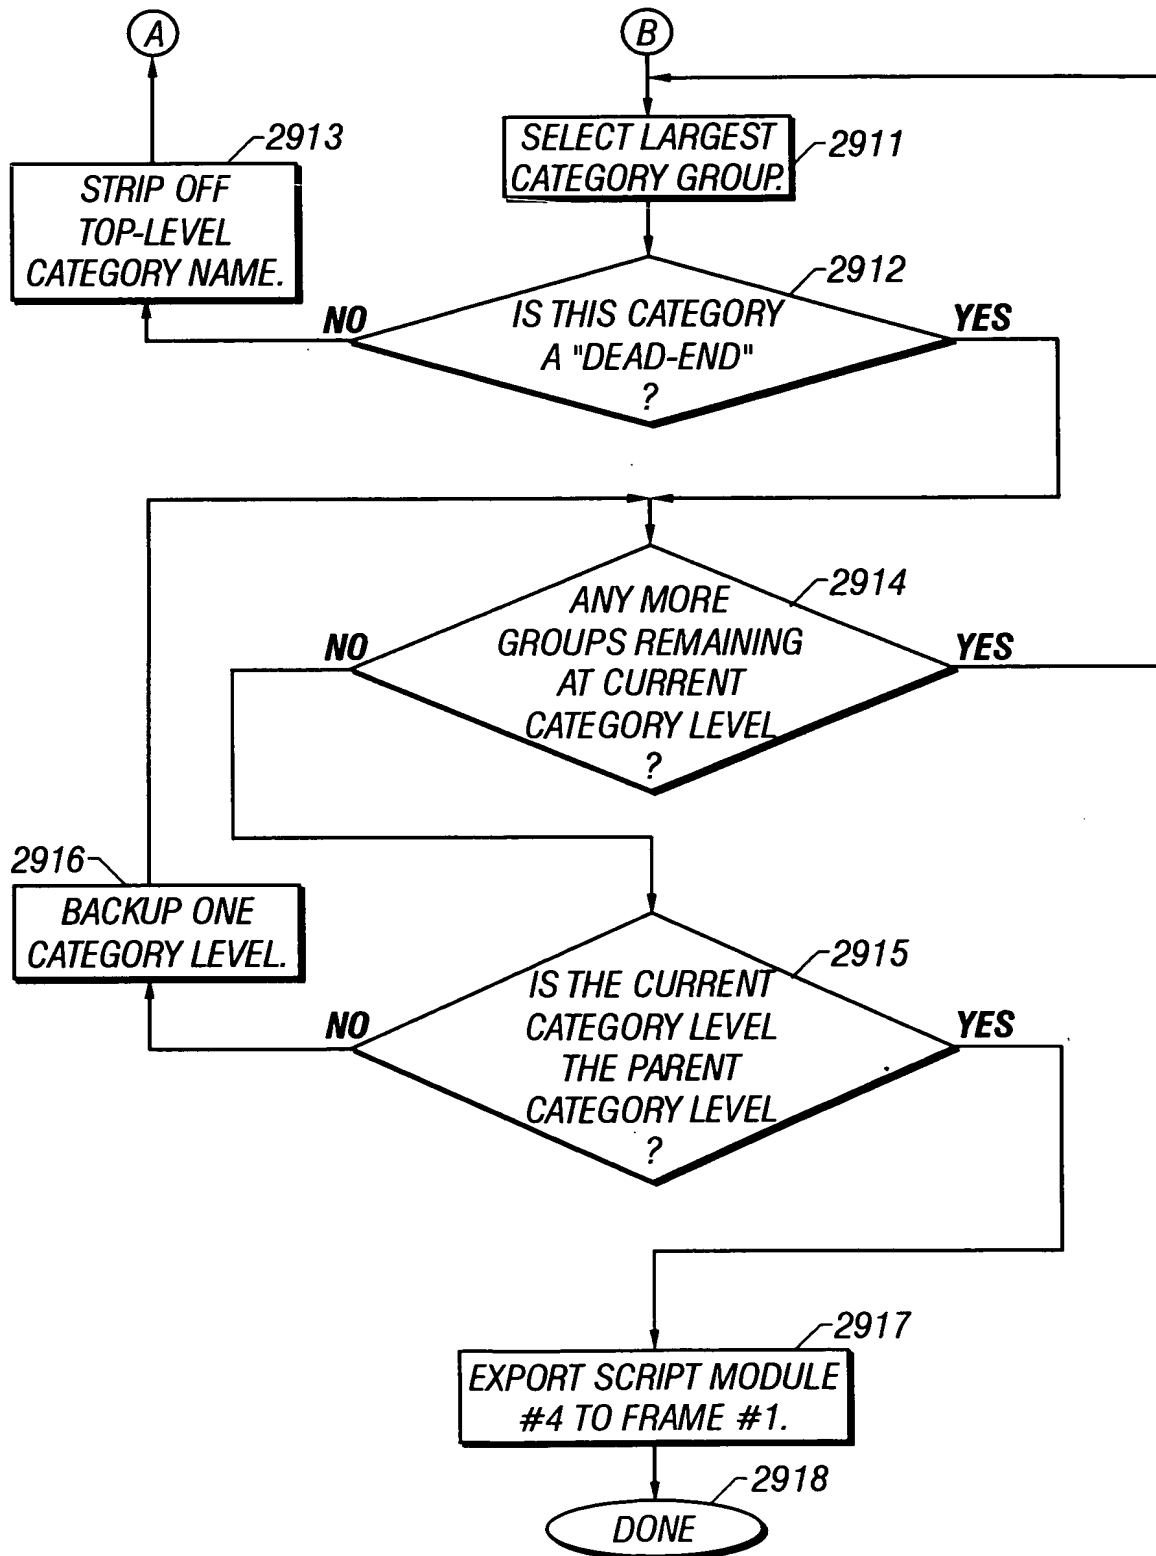 A
B
2913
STRIP OFF
TOP-LEVEL
CATEGORY NAME.
SELECT LARGEST
CATEGORY GROUP.
2911
2912
IS THIS CATEGORY
A "DEAD-END"
?
NO
YES
2914
ANY MORE
GROUPS REMAINING
AT CURRENT
CATEGORY LEVEL
?
NO
YES
2916
BACKUP ONE
CATEGORY LEVEL.
2915
IS THE CURRENT
CATEGORY LEVEL
THE PARENT
CATEGORY LEVEL
?
NO
YES
2917
EXPORT SCRIPT MODULE
#4 TO FRAME #1.
2918
DONE